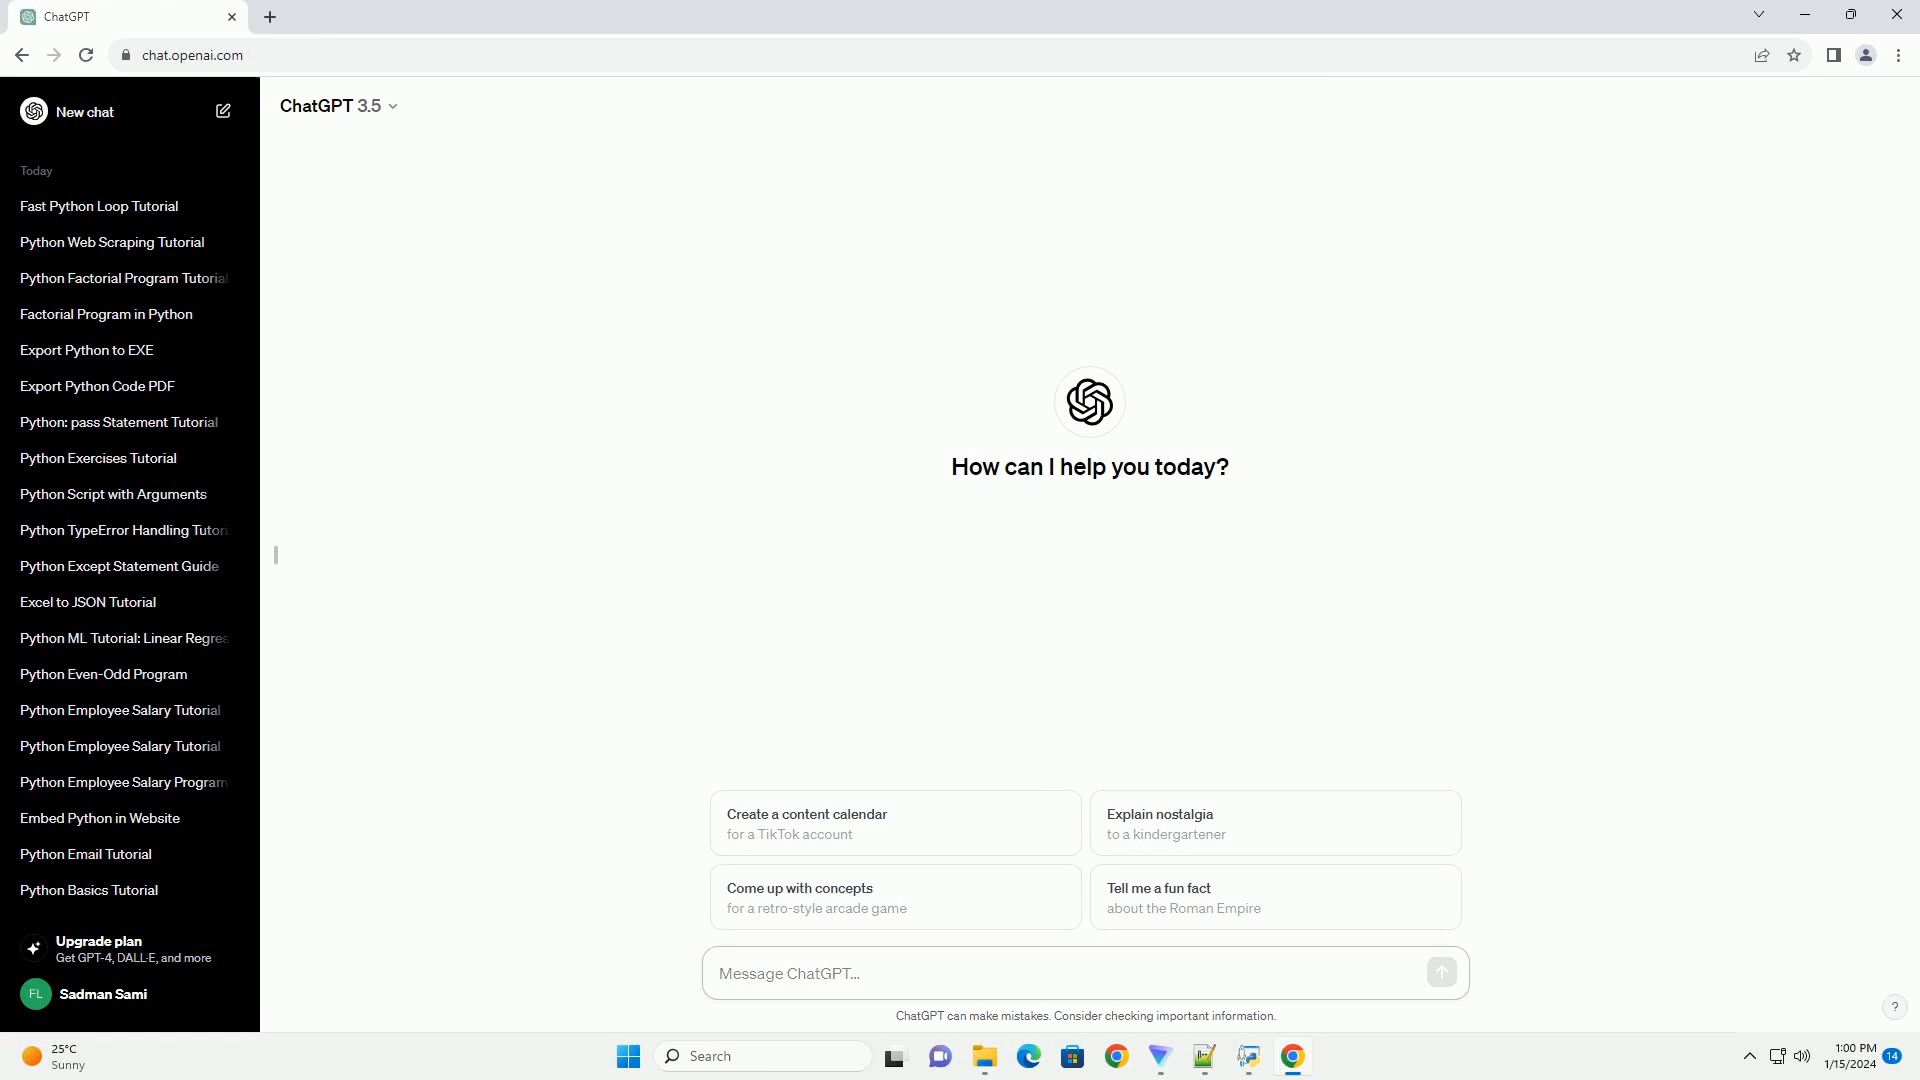 ChatGPT
chat.openai.com
New chat
ChatGPT 3.5
Today
Fast Python Loop Tutorial
Python Web Scraping Tutorial
Python Factorial Program Tutorial
Factorial Program in Python
Export Python to EXE
Export Python Code PDF
Python: pass Statement Tutorial
Python Exercises Tutorial
Python Script with Arguments
Python TypeError Handling Tutori
Python Except Statement Guide
Excel to JSON Tutorial
Python ML Tutorial: Linear Regres
Python Even-Odd Program
Python Employee Salary Tutorial
Python Employee Salary Tutorial
Python Employee Salary Program
Embed Python in Website
Python Email Tutorial
Python Basics Tutorial
Upgrade plan
Get GPT-4, DALL·E, and more
FL
Sadman Sami
How can I help you today?
Create a content calendar
for a TikTok account
Explain nostalgia
to a kindergartener
Come up with concepts
for a retro-style arcade game
Tell me a fun fact
about the Roman Empire
Message ChatGPT...
ChatGPT can make mistakes. Consider checking important information.
?
25°C
Sunny
Search
1:00 PM
1/15/2024
14